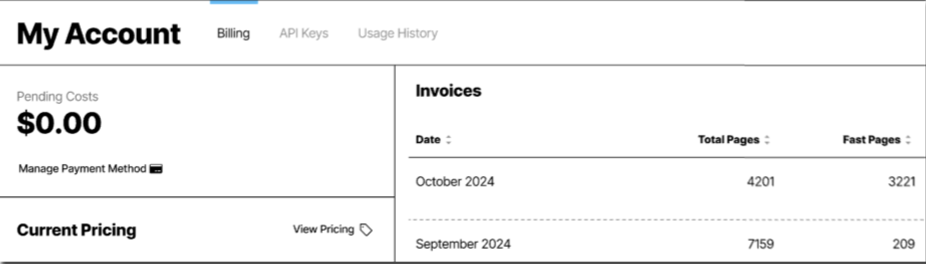 My Account Billing API Keys Usage History
Pending Costs
$0.00
Manage Payment Method
Current Pricing View Pricing
Invoices
Date Total Pages Fast Pages
October 2024 4201 3221
September 2024 7159 209